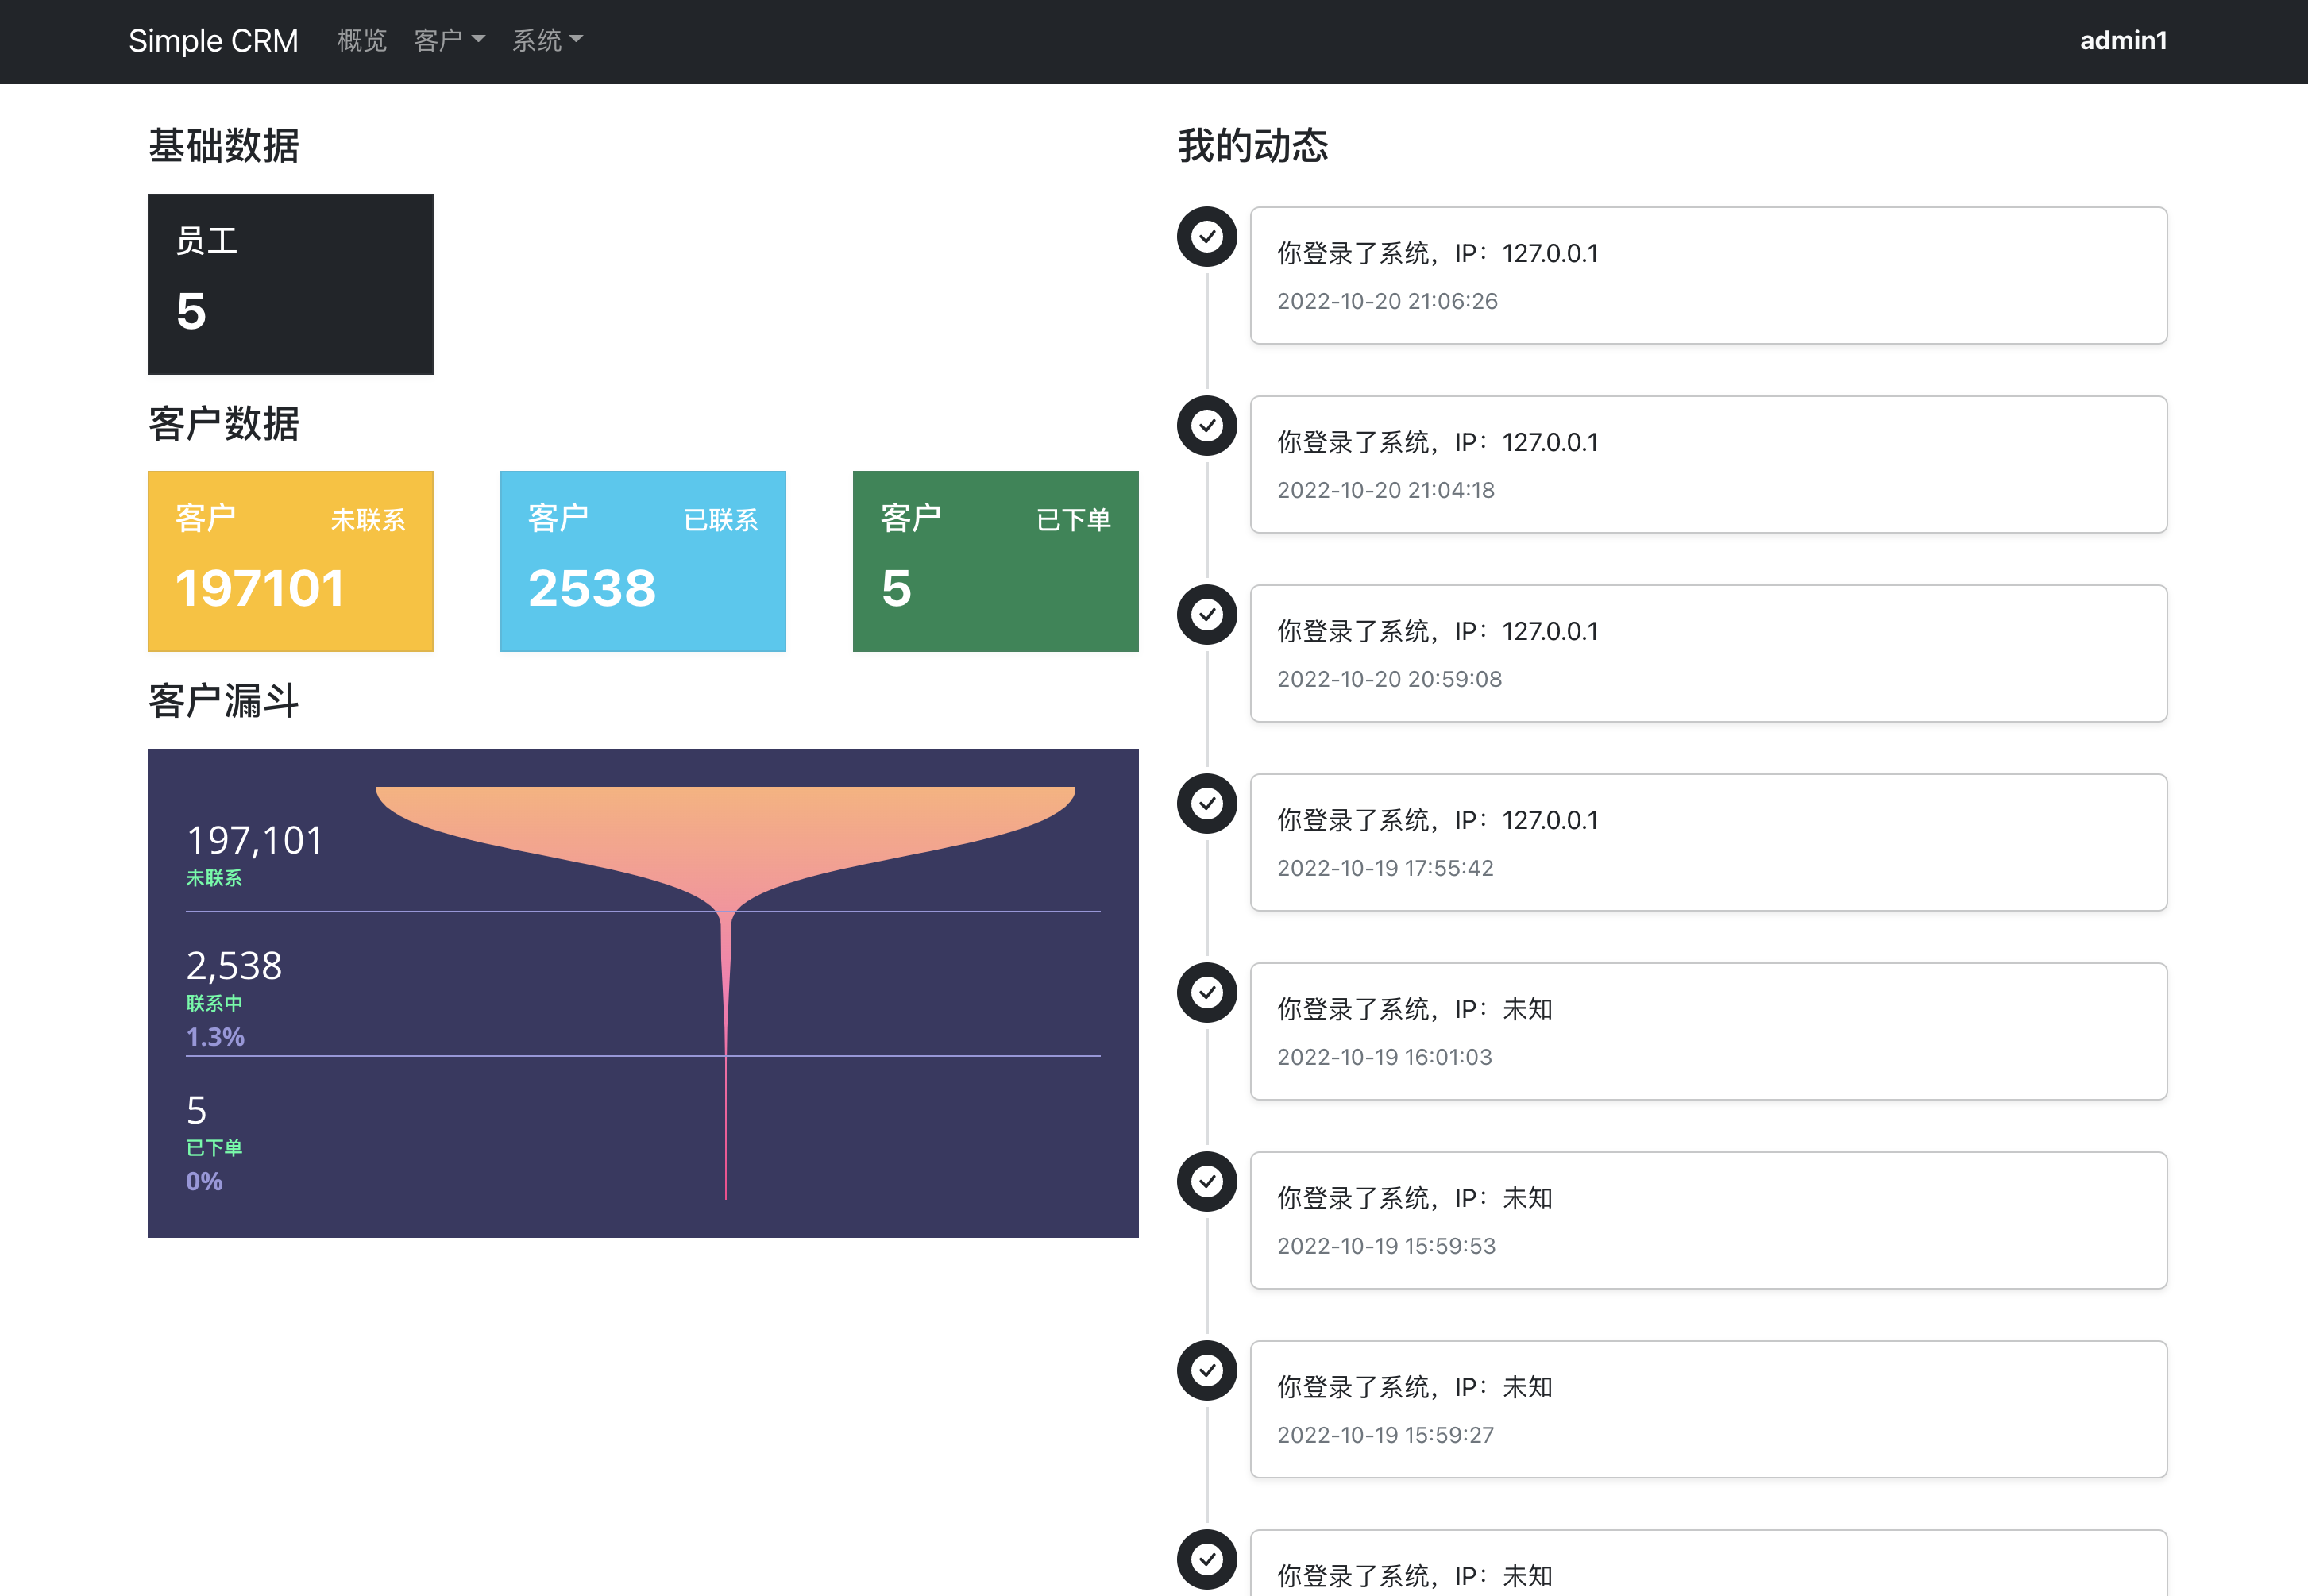 Simple CRM 概览 客户 系统 admin1
基础数据
员工
5
客户数据
客户 未联系
197101
客户 已联系
2538
客户 已下单
5
客户漏斗
197,101
未联系
2,538
联系中
1.3%
5
已下单
0%
我的动态
你登录了系统，IP：127.0.0.1
2022-10-20 21:06:26
你登录了系统，IP：127.0.0.1
2022-10-20 21:04:18
你登录了系统，IP：127.0.0.1
2022-10-20 20:59:08
你登录了系统，IP：127.0.0.1
2022-10-19 17:55:42
你登录了系统，IP：未知
2022-10-19 16:01:03
你登录了系统，IP：未知
2022-10-19 15:59:53
你登录了系统，IP：未知
2022-10-19 15:59:27
你登录了系统，IP：未知